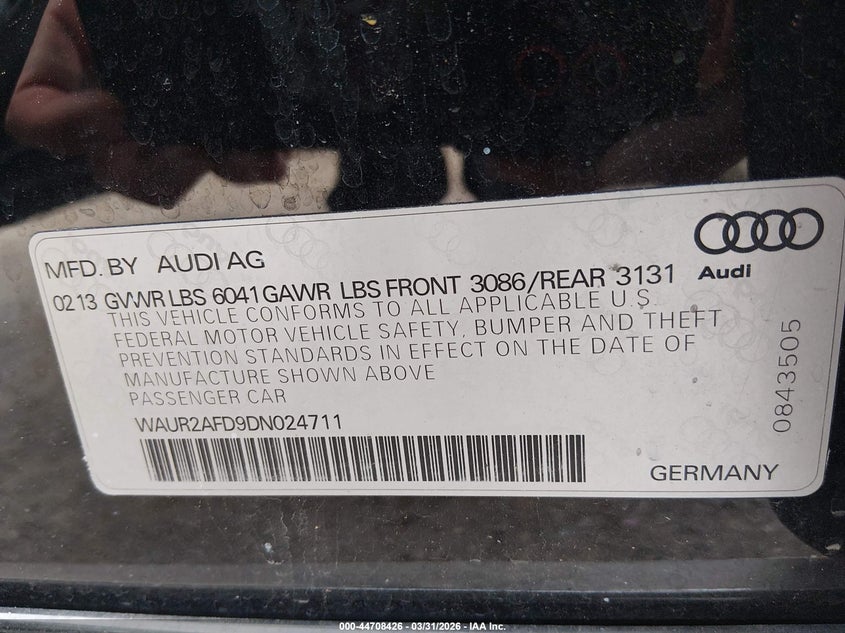 MFD. BY AUDI AG
Audi
02 13 GVWR LBS 6041 GAWR LBS FRONT 3086/REAR 3131
THIS VEHICLE CONFORMS TO ALL APPLICABLE U.S.
FEDERAL MOTOR VEHICLE SAFETY, BUMPER AND THEFT
PREVENTION STANDARDS IN EFFECT ON THE DATE OF
MANUFACTURE SHOWN ABOVE
PASSENGER CAR
0843505
WAUR2AFD9DN024711
GERMANY
000-44708426 - 03/31/2026 - IAA Inc.